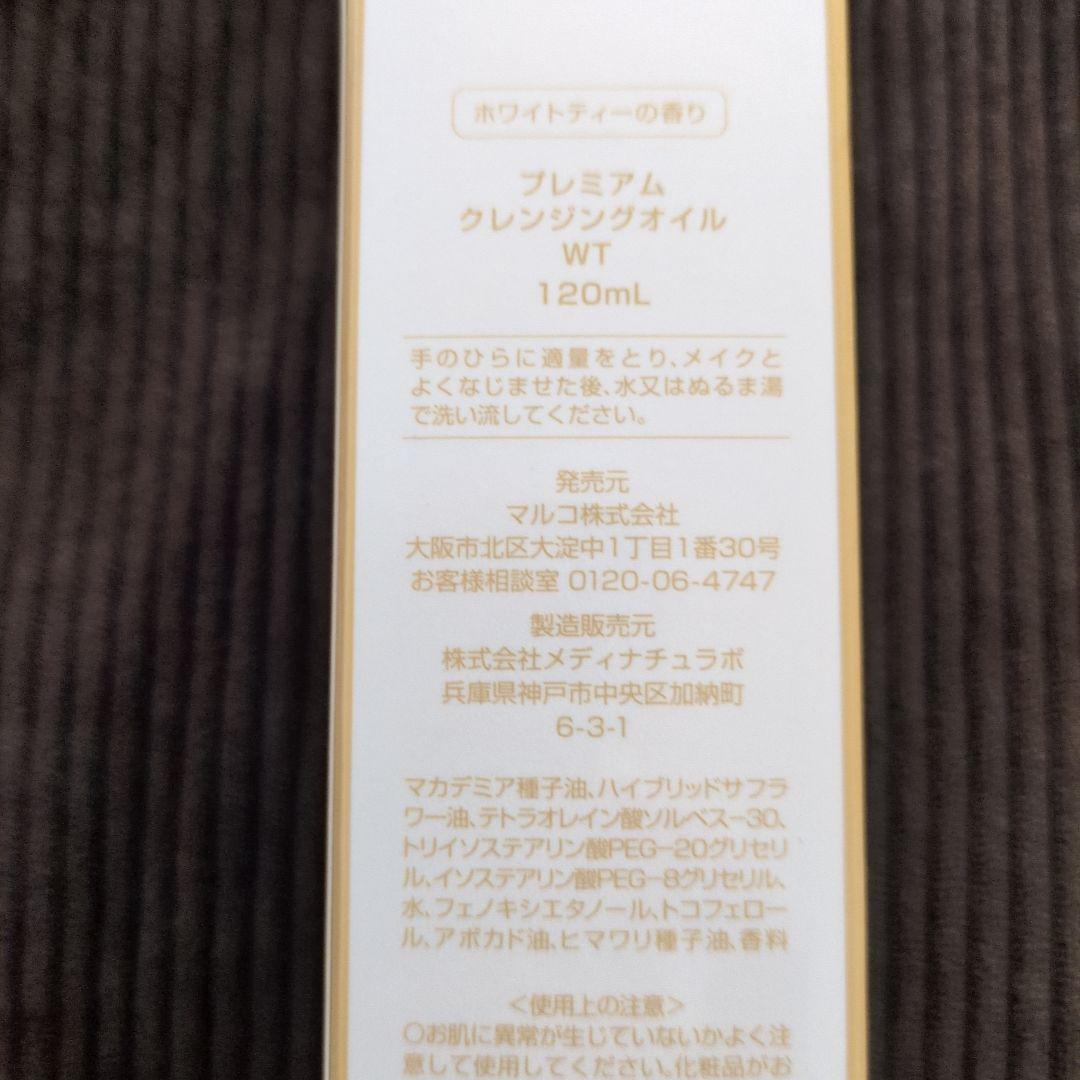 ホワイトティーの香り
プレミアム
クレンジングオイル
WT
120mL
手のひらに適量をとり、メイクと
よくなじませた後、水又はぬるま湯
で洗い流してください。
発売元
マルコ株式会社
大阪市北区大淀中1丁目1番30号
お客様相談室 0120-06-4747
製造販売元
株式会社メディナチュラボ
兵庫県神戸市中央区加納町
6-3-1
マカデミア種子油、ハイブリッドサフラ
ワー油、テトラオレイン酸ソルベス-30、
トリイソステアリン酸PEG-20グリセリ
ル、イソステアリン酸PEG-8グリセリル、
水、フェノキシエタノール、トコフェロー
ル、アボカド油、ヒマワリ種子油、香料
<使用上の注意>
○お肌に異常が生じていないかよく注
意して使用してください。化粧品がお